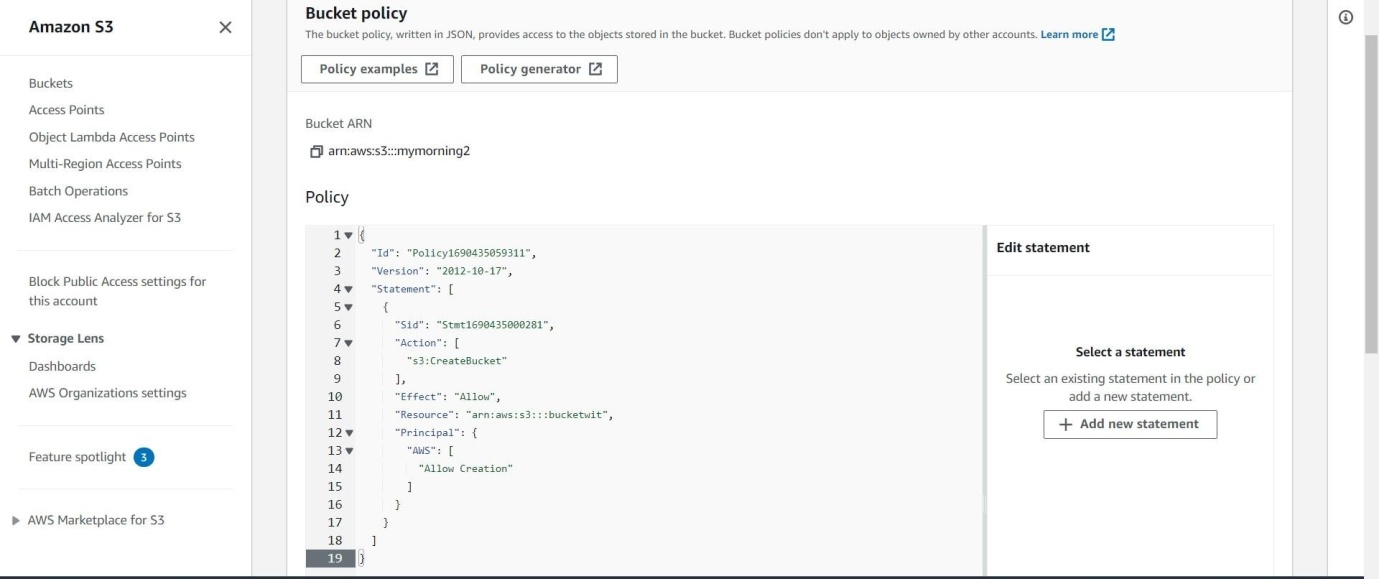 Amazon S3
Buckets
Access Points
Object Lambda Access Points
Multi-Region Access Points
Batch Operations
IAM Access Analyzer for S3
Block Public Access settings for
this account
Storage Lens
Dashboards
AWS Organizations settings
Feature spotlight 3
AWS Marketplace for S3
Bucket policy
The bucket policy, written in JSON, provides access to the objects stored in the bucket. Bucket policies don't apply to objects owned by other accounts. Learn more
Policy examples
Policy generator
Bucket ARN
arn:aws:s3:::mymorning2
Policy
1 {
2 "Id": "Policy1690435059311",
3 "Version": "2012-10-17",
4 "Statement": [
5 {
6 "Sid": "Stmt1690435000281",
7 "Action": [
8 "s3:CreateBucket"
9 ],
10 "Effect": "Allow",
11 "Resource": "arn:aws:s3:::bucketwit",
12 "Principal": {
13 "AWS": [
14 "Allow Creation"
15 ]
16 }
17 }
18 ]
19 }
Edit statement
Select a statement
Select an existing statement in the policy or
add a new statement.
+ Add new statement